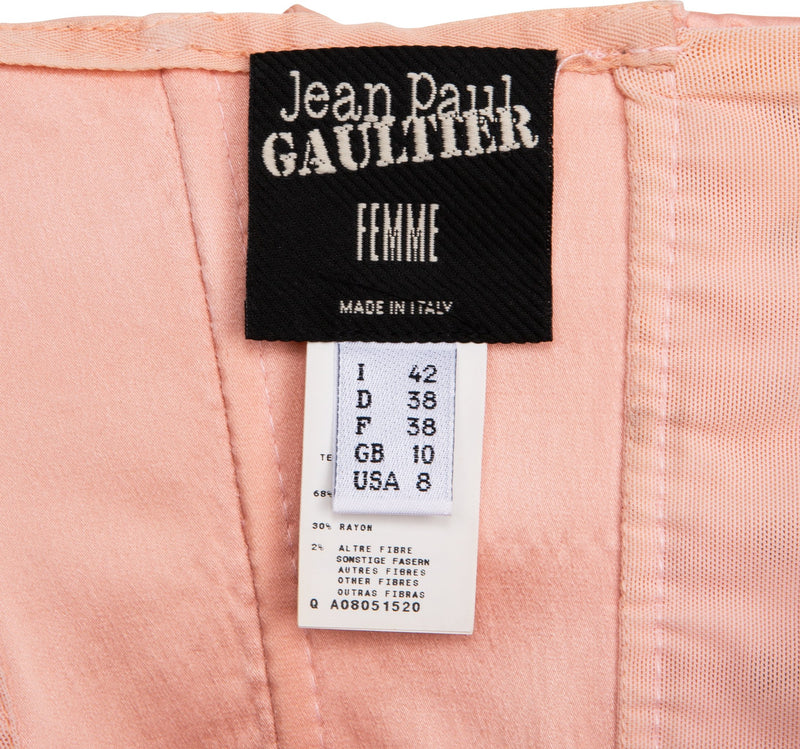 Jean Paul
GAULTIER
FEMME
MADE IN ITALY
I 42
D 38
F 38
GB 10
USA 8
TE
68%
30% RAYON
2% ALTRE FIBRE
SONSTIGE FASERN
AUTRES FIBRES
OTHER FIBRES
OUTRAS FIBRAS
Q A08051520